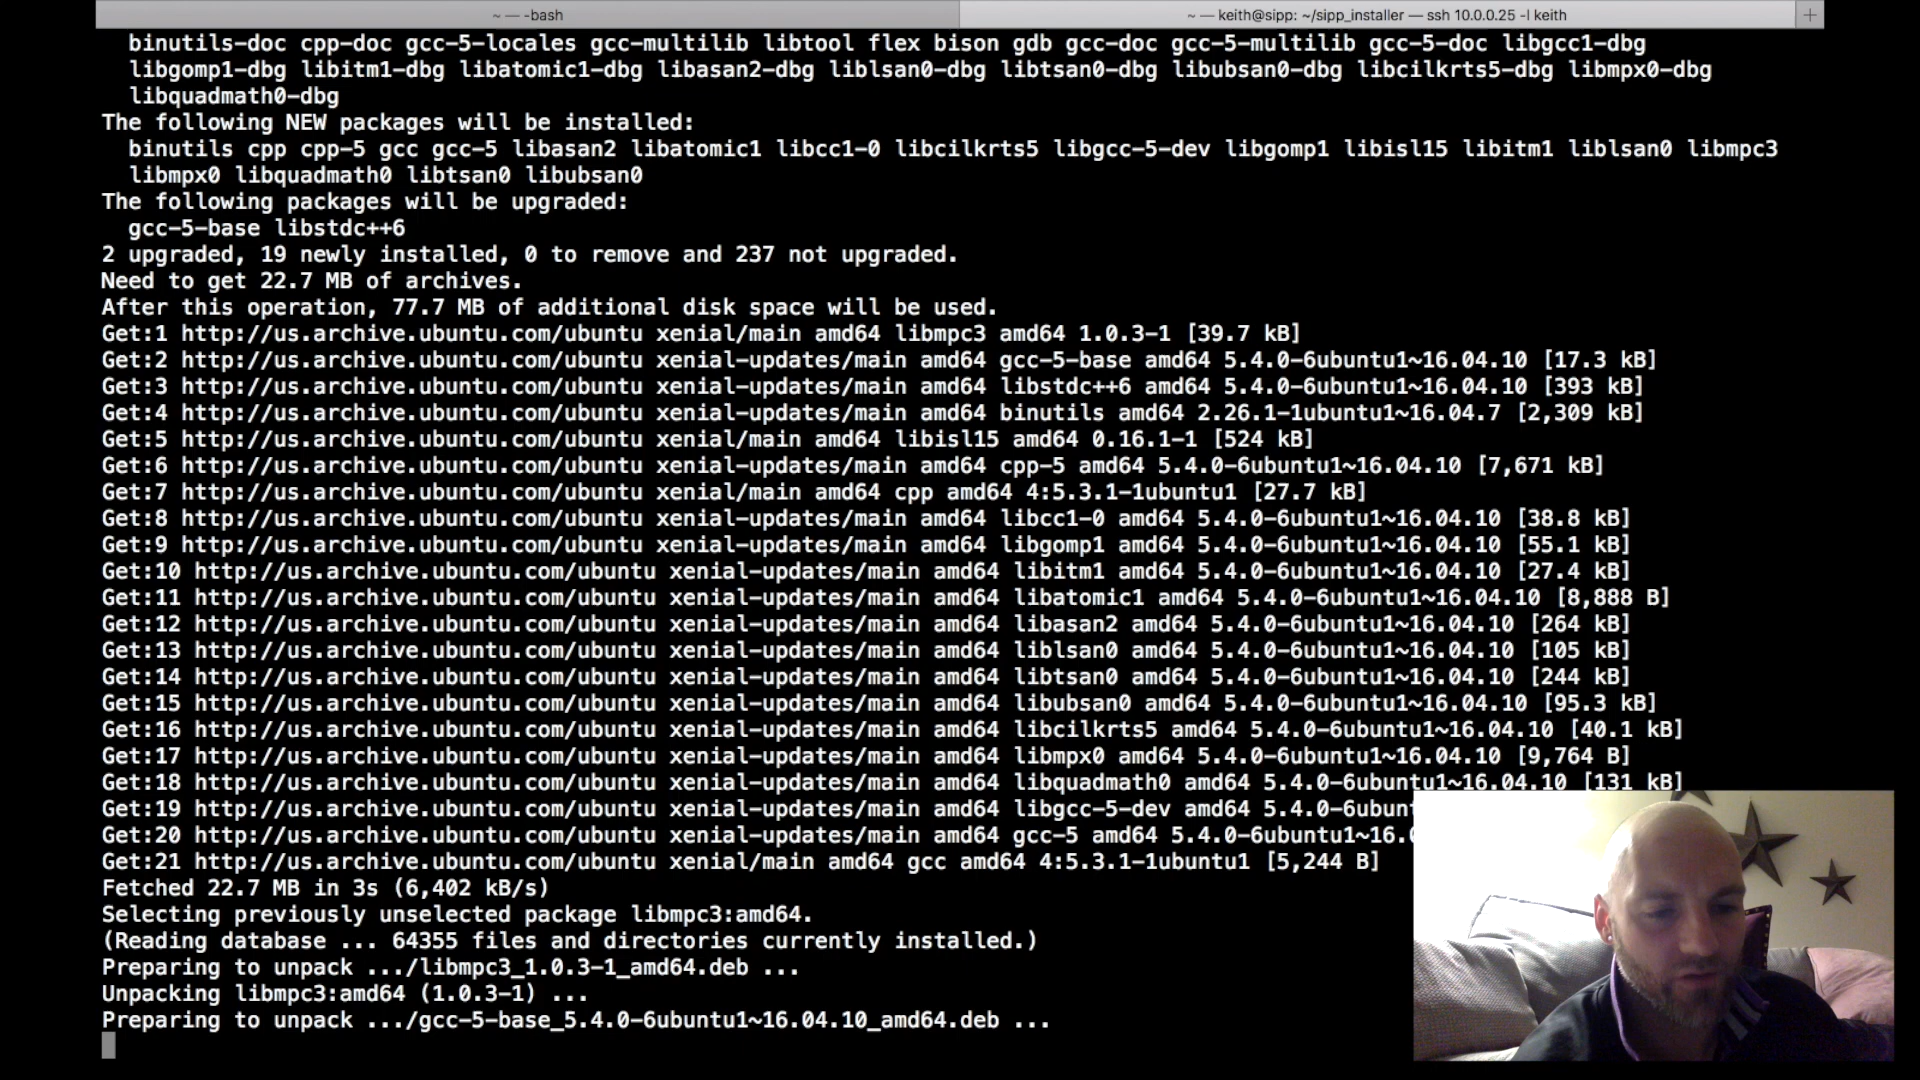 ~ — -bash
~ — keith@sipp: ~/sipp_installer — ssh 10.0.0.25 -l keith
binutils-doc cpp-doc gcc-5-locales gcc-multilib libtool flex bison gdb gcc-doc gcc-5-multilib gcc-5-doc libgcc1-dbg
libgomp1-dbg libitm1-dbg libatomic1-dbg libasan2-dbg liblsan0-dbg libtsan0-dbg libubsan0-dbg libcilkrts5-dbg libmpx0-dbg
libquadmath0-dbg
The following NEW packages will be installed:
binutils cpp cpp-5 gcc gcc-5 libasan2 libatomic1 libcc1-0 libcilkrts5 libgcc-5-dev libgomp1 libisl15 libitm1 liblsan0 libmpc3
libmpx0 libquadmath0 libtsan0 libubsan0
The following packages will be upgraded:
gcc-5-base libstdc++6
2 upgraded, 19 newly installed, 0 to remove and 237 not upgraded.
Need to get 22.7 MB of archives.
After this operation, 77.7 MB of additional disk space will be used.
Get:1 http://us.archive.ubuntu.com/ubuntu xenial/main amd64 libmpc3 amd64 1.0.3-1 [39.7 kB]
Get:2 http://us.archive.ubuntu.com/ubuntu xenial-updates/main amd64 gcc-5-base amd64 5.4.0-6ubuntu1~16.04.10 [17.3 kB]
Get:3 http://us.archive.ubuntu.com/ubuntu xenial-updates/main amd64 libstdc++6 amd64 5.4.0-6ubuntu1~16.04.10 [393 kB]
Get:4 http://us.archive.ubuntu.com/ubuntu xenial-updates/main amd64 binutils amd64 2.26.1-1ubuntu1~16.04.7 [2,309 kB]
Get:5 http://us.archive.ubuntu.com/ubuntu xenial/main amd64 libisl15 amd64 0.16.1-1 [524 kB]
Get:6 http://us.archive.ubuntu.com/ubuntu xenial-updates/main amd64 cpp-5 amd64 5.4.0-6ubuntu1~16.04.10 [7,671 kB]
Get:7 http://us.archive.ubuntu.com/ubuntu xenial/main amd64 cpp amd64 4:5.3.1-1ubuntu1 [27.7 kB]
Get:8 http://us.archive.ubuntu.com/ubuntu xenial-updates/main amd64 libcc1-0 amd64 5.4.0-6ubuntu1~16.04.10 [38.8 kB]
Get:9 http://us.archive.ubuntu.com/ubuntu xenial-updates/main amd64 libgomp1 amd64 5.4.0-6ubuntu1~16.04.10 [55.1 kB]
Get:10 http://us.archive.ubuntu.com/ubuntu xenial-updates/main amd64 libitm1 amd64 5.4.0-6ubuntu1~16.04.10 [27.4 kB]
Get:11 http://us.archive.ubuntu.com/ubuntu xenial-updates/main amd64 libatomic1 amd64 5.4.0-6ubuntu1~16.04.10 [8,888 B]
Get:12 http://us.archive.ubuntu.com/ubuntu xenial-updates/main amd64 libasan2 amd64 5.4.0-6ubuntu1~16.04.10 [264 kB]
Get:13 http://us.archive.ubuntu.com/ubuntu xenial-updates/main amd64 liblsan0 amd64 5.4.0-6ubuntu1~16.04.10 [105 kB]
Get:14 http://us.archive.ubuntu.com/ubuntu xenial-updates/main amd64 libtsan0 amd64 5.4.0-6ubuntu1~16.04.10 [244 kB]
Get:15 http://us.archive.ubuntu.com/ubuntu xenial-updates/main amd64 libubsan0 amd64 5.4.0-6ubuntu1~16.04.10 [95.3 kB]
Get:16 http://us.archive.ubuntu.com/ubuntu xenial-updates/main amd64 libcilkrts5 amd64 5.4.0-6ubuntu1~16.04.10 [40.1 kB]
Get:17 http://us.archive.ubuntu.com/ubuntu xenial-updates/main amd64 libmpx0 amd64 5.4.0-6ubuntu1~16.04.10 [9,764 B]
Get:18 http://us.archive.ubuntu.com/ubuntu xenial-updates/main amd64 libquadmath0 amd64 5.4.0-6ubuntu1~16.04.10 [131 kB]
Get:19 http://us.archive.ubuntu.com/ubuntu xenial-updates/main amd64 libgcc-5-dev amd64 5.4.0-6ubunt
Get:20 http://us.archive.ubuntu.com/ubuntu xenial-updates/main amd64 gcc-5 amd64 5.4.0-6ubuntu1~16.
Get:21 http://us.archive.ubuntu.com/ubuntu xenial/main amd64 gcc amd64 4:5.3.1-1ubuntu1 [5,244 B]
Fetched 22.7 MB in 3s (6,402 kB/s)
Selecting previously unselected package libmpc3:amd64.
(Reading database ... 64355 files and directories currently installed.)
Preparing to unpack .../libmpc3_1.0.3-1_amd64.deb ...
Unpacking libmpc3:amd64 (1.0.3-1) ...
Preparing to unpack .../gcc-5-base_5.4.0-6ubuntu1~16.04.10_amd64.deb ...